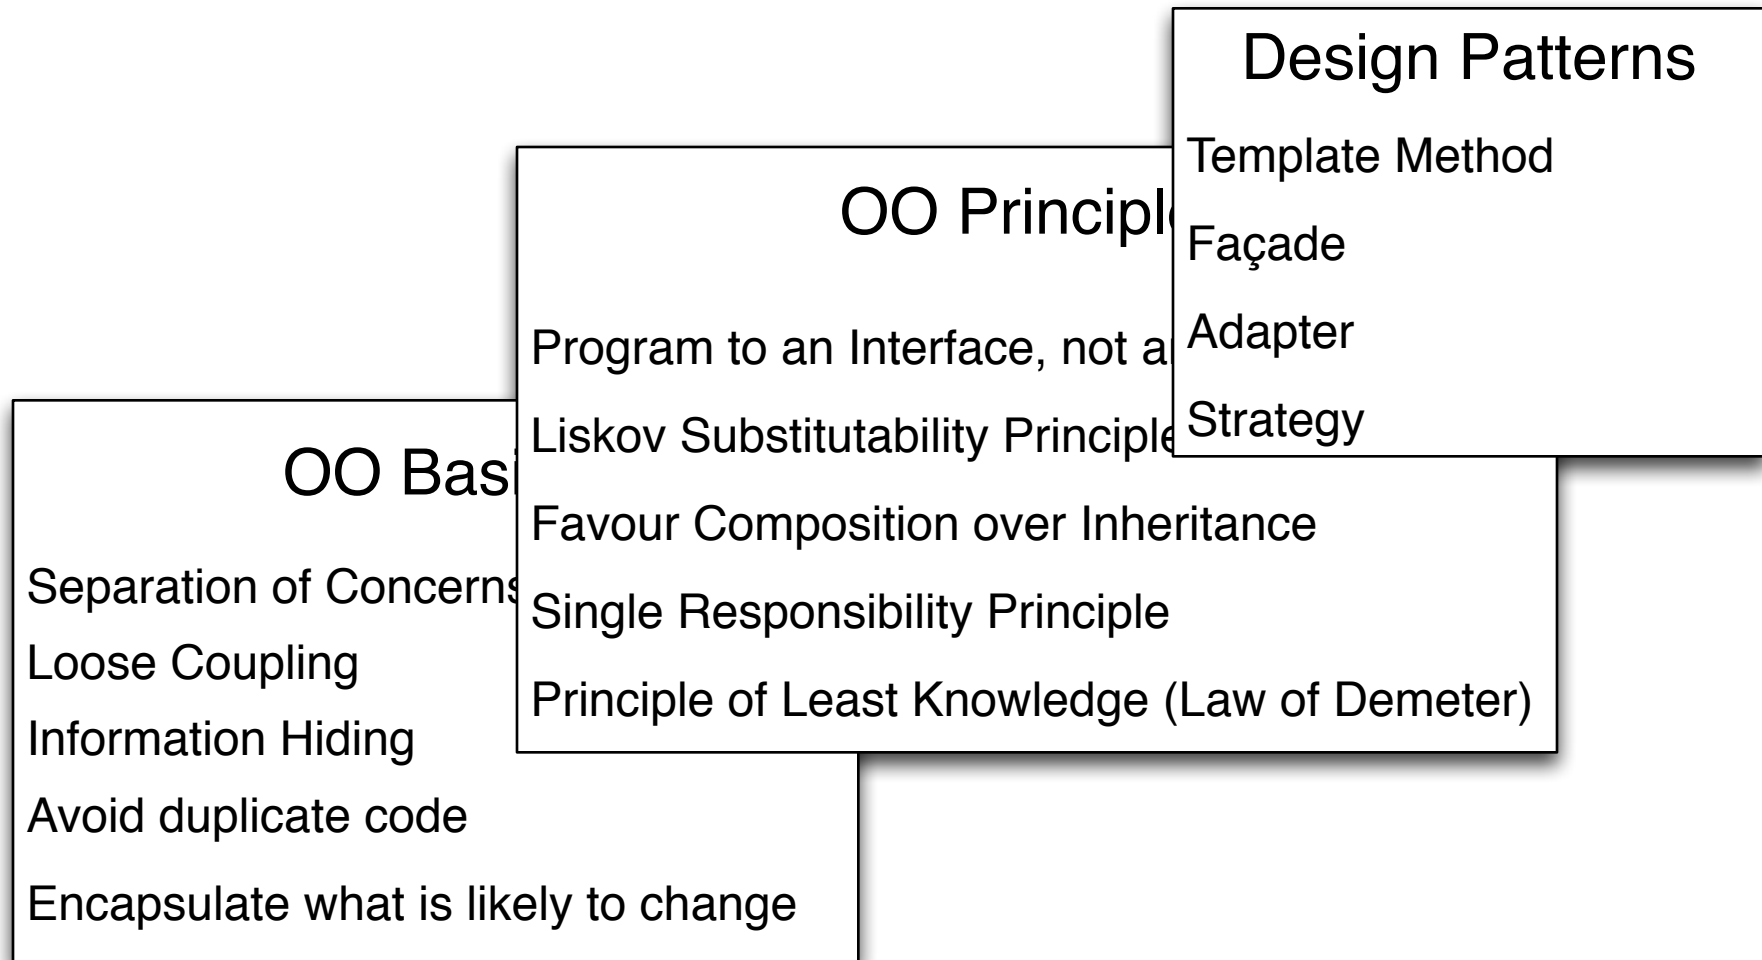 Design Patterns
Template Method
Façade
Adapter
Strategy
OO Principl
Program to an Interface, not a
Liskov Substitutability Principle
Favour Composition over Inheritance
Single Responsibility Principle
Principle of Least Knowledge (Law of Demeter)
OO Basi
Separation of Concerns
Loose Coupling
Information Hiding
Avoid duplicate code
Encapsulate what is likely to change